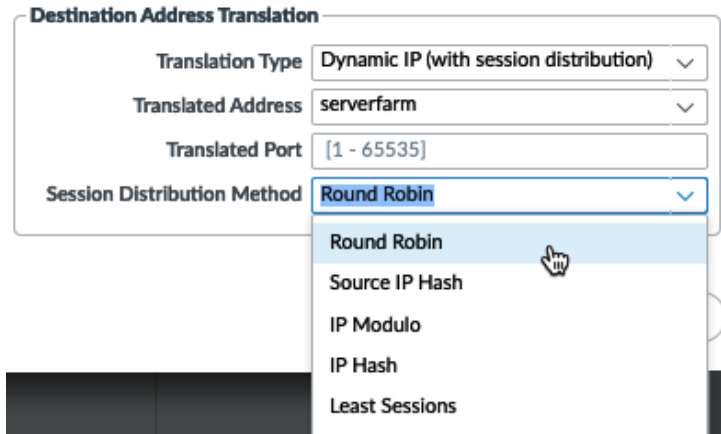 Destination Address Translation
Translation Type Dynamic IP (with session distribution)
Translated Address serverfarm
Translated Port [1 - 65535]
Session Distribution Method Round Robin
Round Robin
Source IP Hash
IP Modulo
IP Hash
Least Sessions